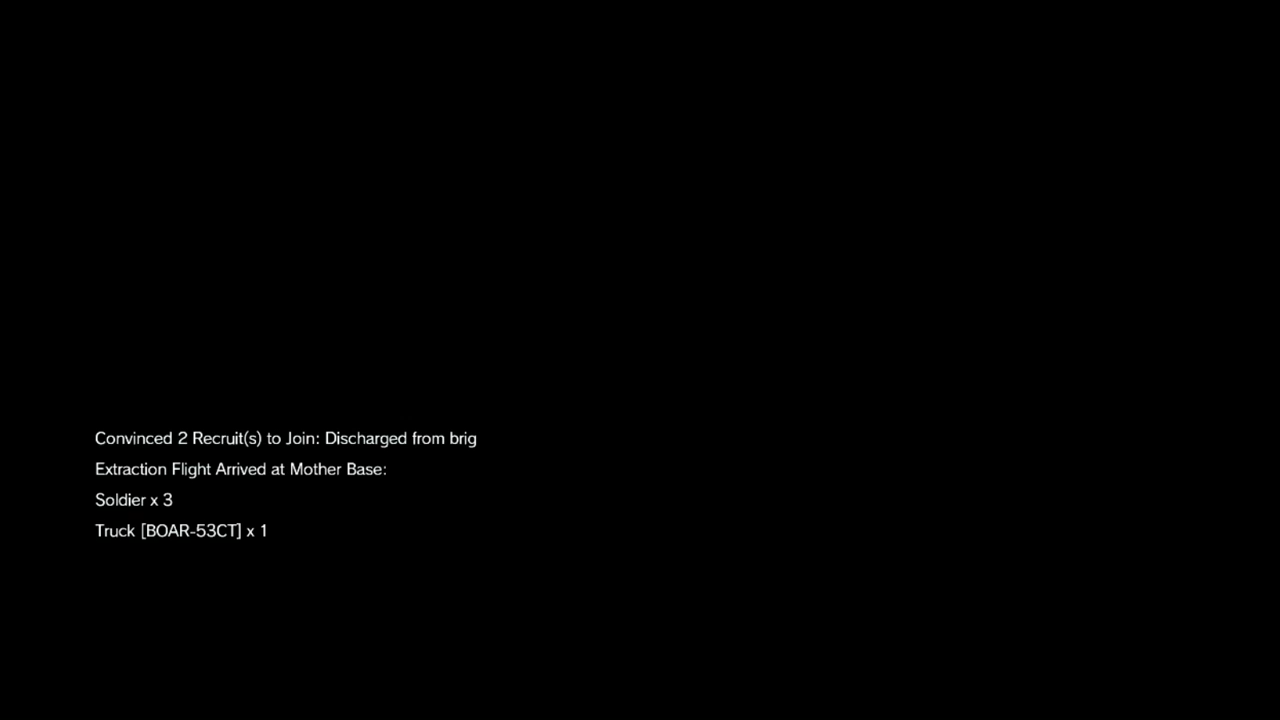 Convinced 2 Recruit(s) to Join: Discharged from brig
Extraction Flight Arrived at Mother Base:
Soldier x 3
Truck [BOAR-53CT] x 1